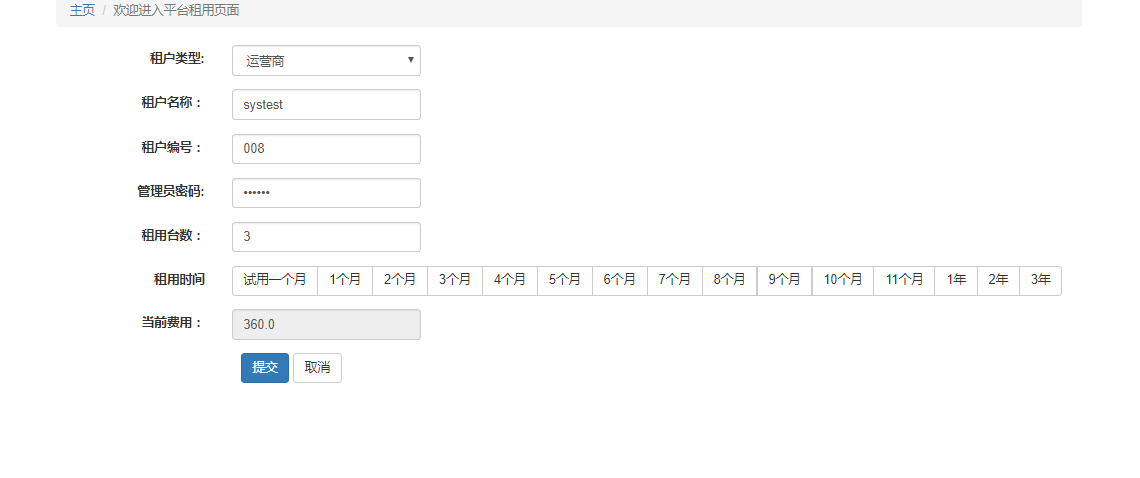 主页 / 欢迎进入平台租用页面
租户类型: 运营商
租户名称： systest
租户编号： 008
管理员密码: ••••••
租用台数： 3
租用时间 试用一个月 1个月 2个月 3个月 4个月 5个月 6个月 7个月 8个月 9个月 10个月 11个月 1年 2年 3年
当前费用： 360.0
提交 取消